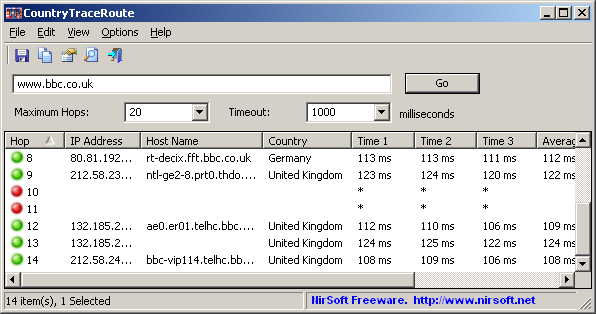 CountryTraceRoute
File Edit View Options Help
www.bbc.co.uk Go
Maximum Hops: 20 Timeout: 1000 milliseconds
Hop IP Address Host Name Country Time 1 Time 2 Time 3 Averag
8 80.81.192... rt-decix.fft.bbc.co.uk Germany 113 ms 113 ms 111 ms 112 ms
9 212.58.23... ntl-ge2-8.prt0.thdo.... United Kingdom 123 ms 124 ms 120 ms 122 ms
10 * * *
11 * * *
12 132.185.2... ae0.er01.telhc.bbc.... United Kingdom 112 ms 110 ms 106 ms 109 ms
13 132.185.2... United Kingdom 124 ms 125 ms 122 ms 124 ms
14 212.58.24... bbc-vip114.telhc.bb... United Kingdom 108 ms 109 ms 106 ms 108 ms
14 item(s), 1 Selected NirSoft Freeware. http://www.nirsoft.net